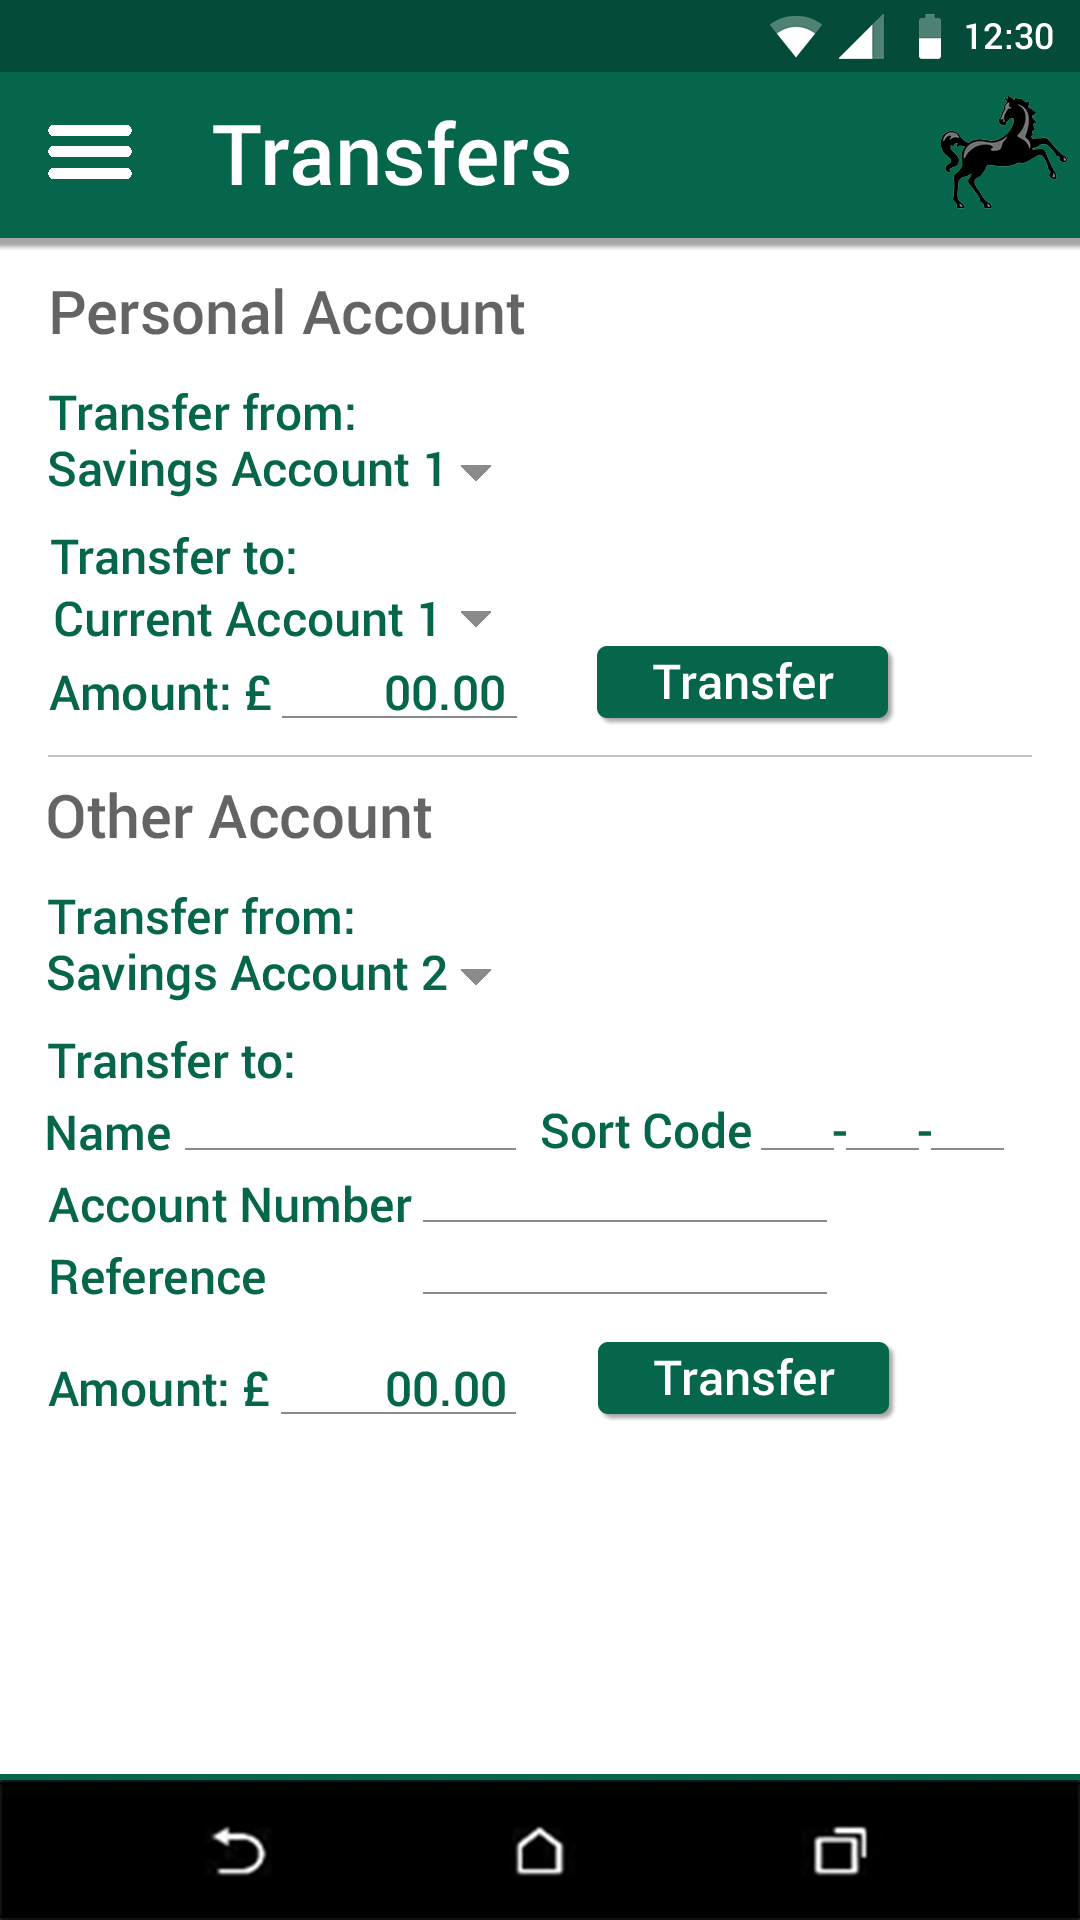 12:30
Transfers
Personal Account
Transfer from:
Savings Account 1
Transfer to:
Current Account 1
Amount: £ 00.00 Transfer
Other Account
Transfer from:
Savings Account 2
Transfer to:
Name Sort Code - -
Account Number
Reference
Amount: £ 00.00 Transfer